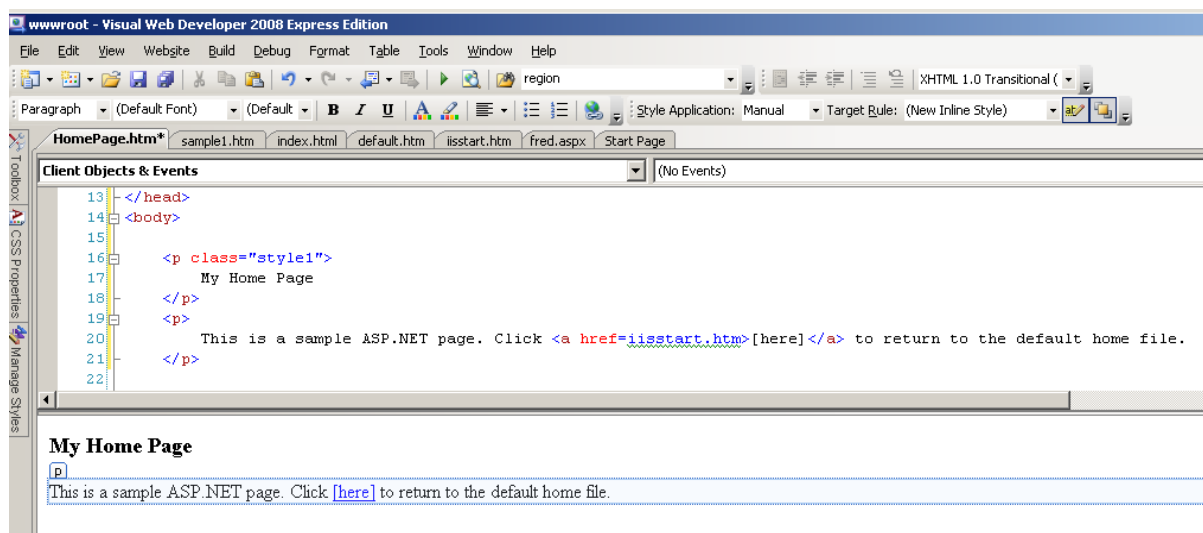 wwwroot - Visual Web Developer 2008 Express Edition
File Edit View Website Build Debug Format Table Tools Window Help
region XHTML 1.0 Transitional (
Paragraph (Default Font) (Default B I U A Style Application: Manual Target Rule: (New Inline Style) ab
HomePage.htm* sample1.htm index.html default.htm iisstart.htm fred.aspx Start Page
Client Objects & Events (No Events)
Toolbox
CSS Properties
Manage Styles
13 </head>
14 <body>
15
16 <p class="style1">
17 My Home Page
18 </p>
19 <p>
20 This is a sample ASP.NET page. Click <a href=iisstart.htm>[here]</a> to return to the default home file.
21 </p>
22
My Home Page
p
This is a sample ASP.NET page. Click [here] to return to the default home file.